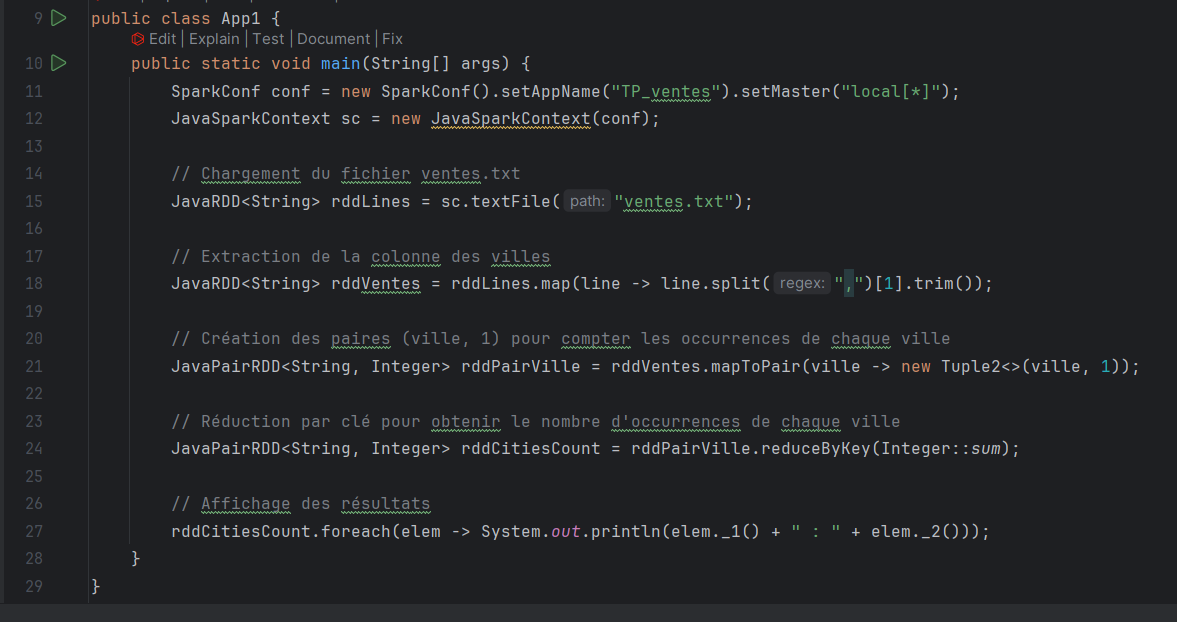 9 public class App1 {
Edit | Explain | Test | Document | Fix
10 public static void main(String[] args) {
11 SparkConf conf = new SparkConf().setAppName("TP_ventes").setMaster("local[*]");
12 JavaSparkContext sc = new JavaSparkContext(conf);
13
14 // Chargement du fichier ventes.txt
15 JavaRDD<String> rddLines = sc.textFile( path: "ventes.txt");
16
17 // Extraction de la colonne des villes
18 JavaRDD<String> rddVentes = rddLines.map(line -> line.split( regex: ",")[1].trim());
19
20 // Création des paires (ville, 1) pour compter les occurrences de chaque ville
21 JavaPairRDD<String, Integer> rddPairVille = rddVentes.mapToPair(ville -> new Tuple2<>(ville, 1));
22
23 // Réduction par clé pour obtenir le nombre d'occurrences de chaque ville
24 JavaPairRDD<String, Integer> rddCitiesCount = rddPairVille.reduceByKey(Integer::sum);
25
26 // Affichage des résultats
27 rddCitiesCount.foreach(elem -> System.out.println(elem._1() + " : " + elem._2()));
28 }
29 }